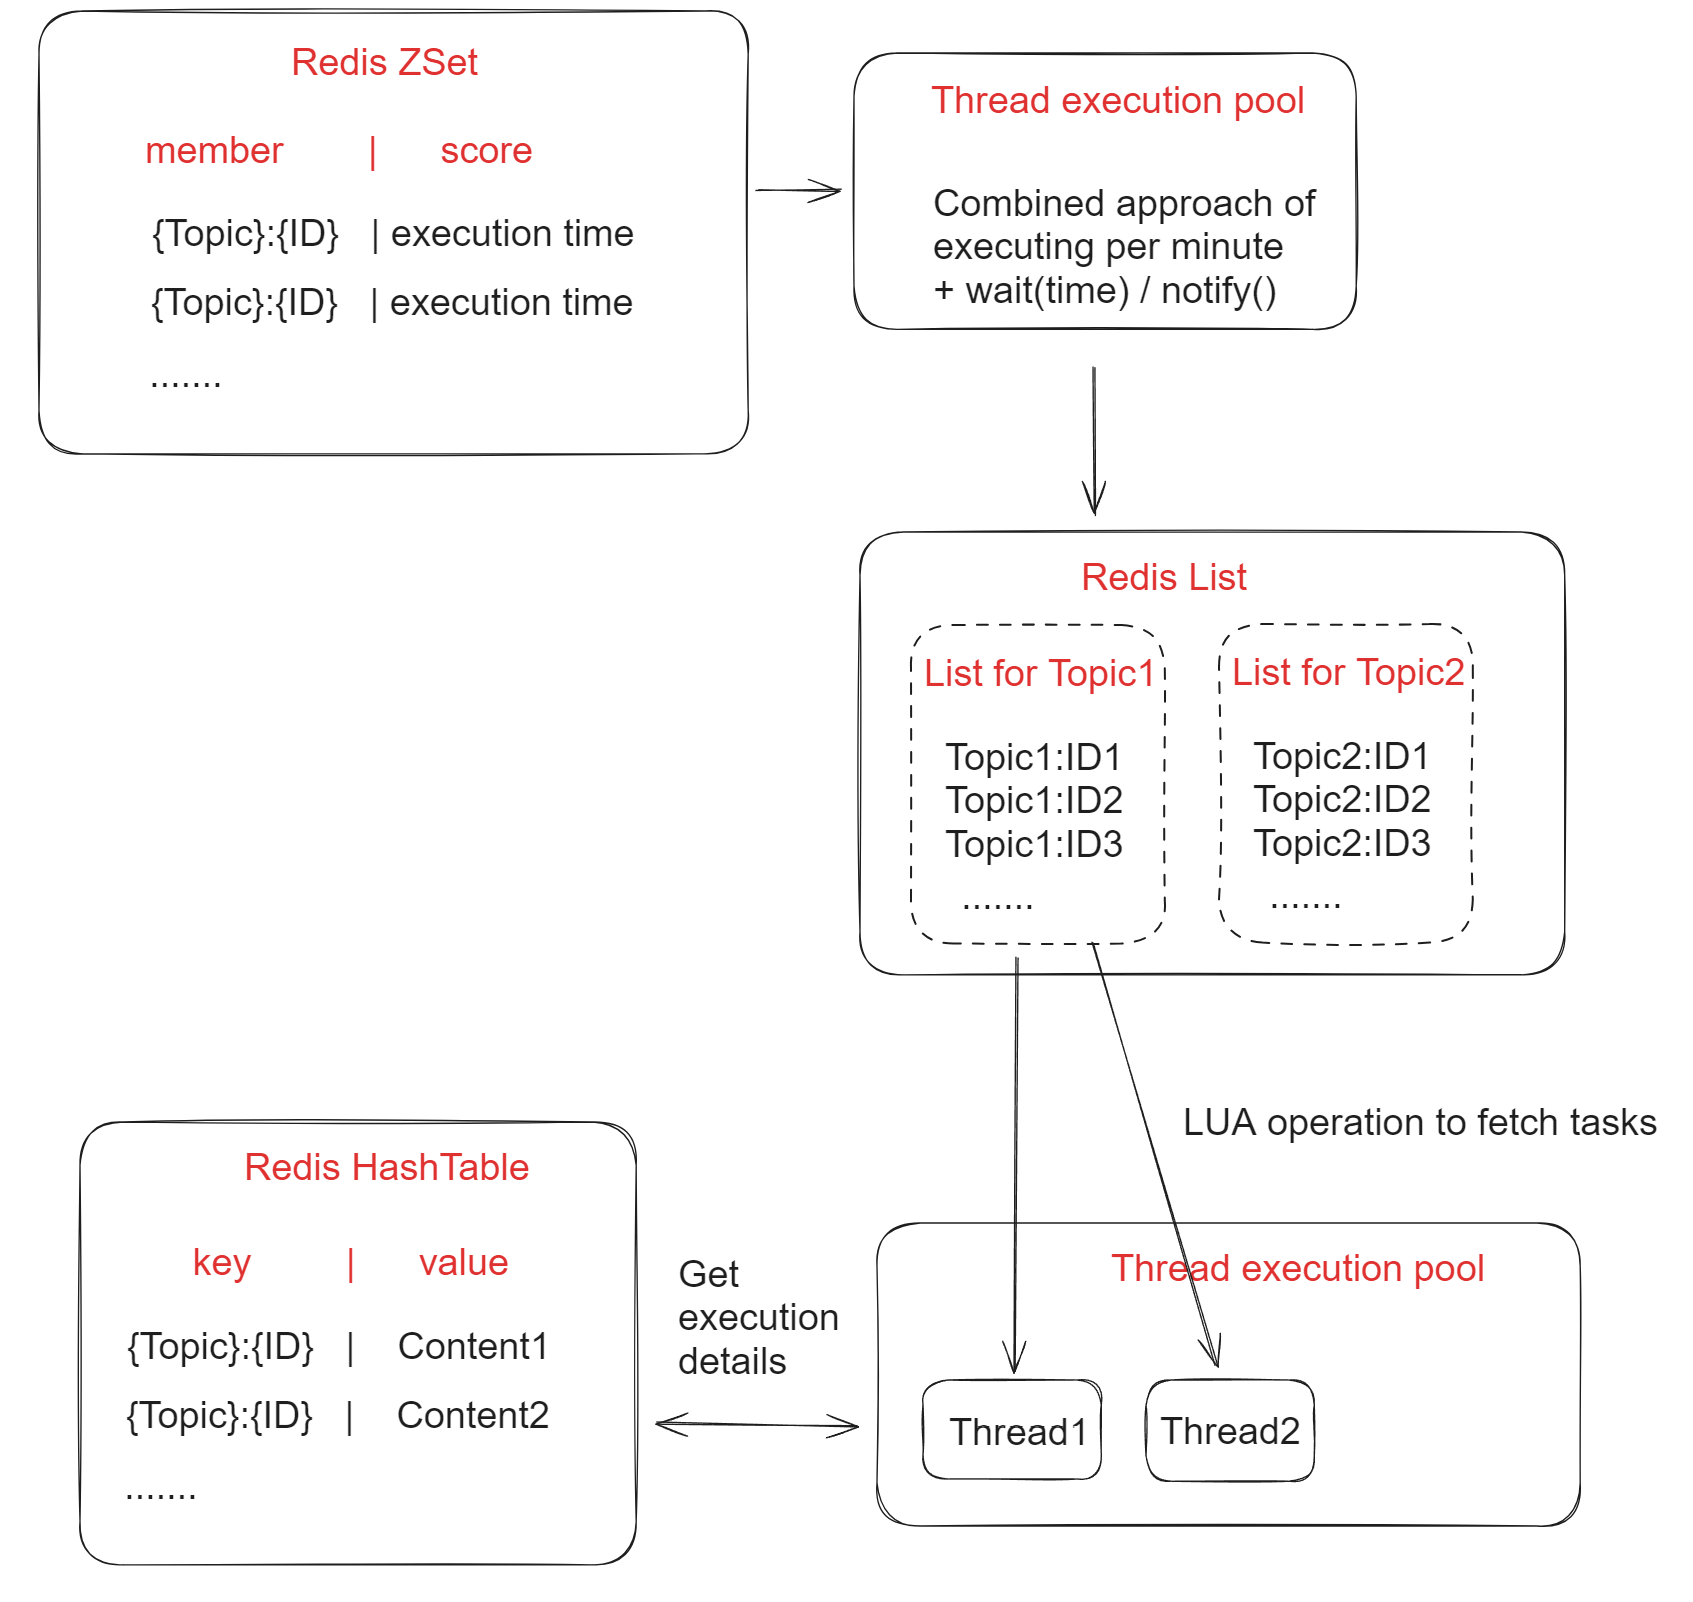 Redis ZSet
member | score
{Topic}:{ID} | execution time
{Topic}:{ID} | execution time
.......
Thread execution pool
Combined approach of
executing per minute
+ wait(time) / notify()
Redis List
List for Topic1
Topic1:ID1
Topic1:ID2
Topic1:ID3
.......
List for Topic2
Topic2:ID1
Topic2:ID2
Topic2:ID3
.......
LUA operation to fetch tasks
Redis HashTable
key | value
{Topic}:{ID} | Content1
{Topic}:{ID} | Content2
.......
Get
execution
details
Thread execution pool
Thread1
Thread2